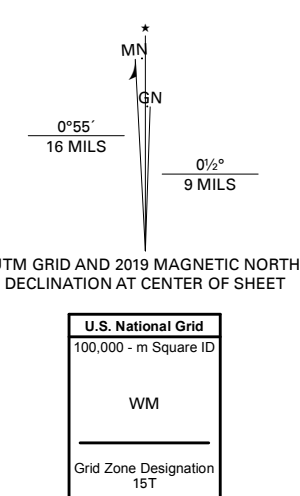 ★
MN
GN
0°55´
16 MILS
0½°
9 MILS
UTM GRID AND 2019 MAGNETIC NORTH
DECLINATION AT CENTER OF SHEET
U.S. National Grid
100,000 - m Square ID
WM
Grid Zone Designation
15T